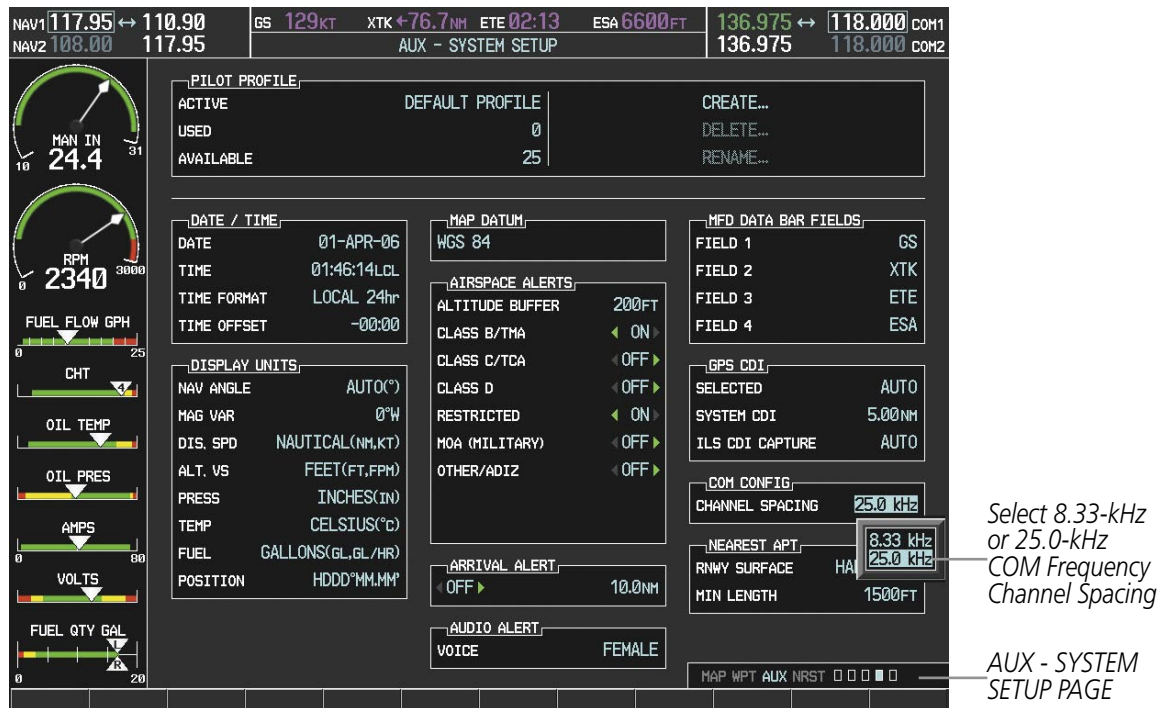 NAV1 117.95 ↔ 110.90 GS 129KT XTK ←76.7NM ETE 02:13 ESA 6600FT 136.975 ↔ 118.000 COM1
NAV2 108.00 117.95 AUX - SYSTEM SETUP 136.975 118.000 COM2
MAN IN
24.4
10 31
RPM
2340
0 3000
FUEL FLOW GPH
0 25
CHT
4
OIL TEMP
OIL PRES
AMPS
0 80
VOLTS
FUEL QTY GAL
L
R
0 20
PILOT PROFILE
ACTIVE DEFAULT PROFILE CREATE...
USED 0 DELETE...
AVAILABLE 25 RENAME...
DATE / TIME
DATE 01-APR-06
TIME 01:46:14LCL
TIME FORMAT LOCAL 24hr
TIME OFFSET -00:00
DISPLAY UNITS
NAV ANGLE AUTO(°)
MAG VAR 0°W
DIS, SPD NAUTICAL(NM,KT)
ALT, VS FEET(FT,FPM)
PRESS INCHES(IN)
TEMP CELSIUS(°C)
FUEL GALLONS(GL,GL/HR)
POSITION HDDD°MM.MM'
MAP DATUM
WGS 84
AIRSPACE ALERTS
ALTITUDE BUFFER 200FT
CLASS B/TMA ON
CLASS C/TCA OFF
CLASS D OFF
RESTRICTED ON
MOA (MILITARY) OFF
OTHER/ADIZ OFF
ARRIVAL ALERT
OFF 10.0NM
AUDIO ALERT
VOICE FEMALE
MFD DATA BAR FIELDS
FIELD 1 GS
FIELD 2 XTK
FIELD 3 ETE
FIELD 4 ESA
GPS CDI
SELECTED AUTO
SYSTEM CDI 5.00NM
ILS CDI CAPTURE AUTO
COM CONFIG
CHANNEL SPACING 25.0 kHz
8.33 kHz
25.0 kHz
NEAREST APT
RNWY SURFACE HA
MIN LENGTH 1500FT
MAP WPT AUX NRST
Select 8.33-kHz
or 25.0-kHz
COM Frequency
Channel Spacing
AUX - SYSTEM
SETUP PAGE